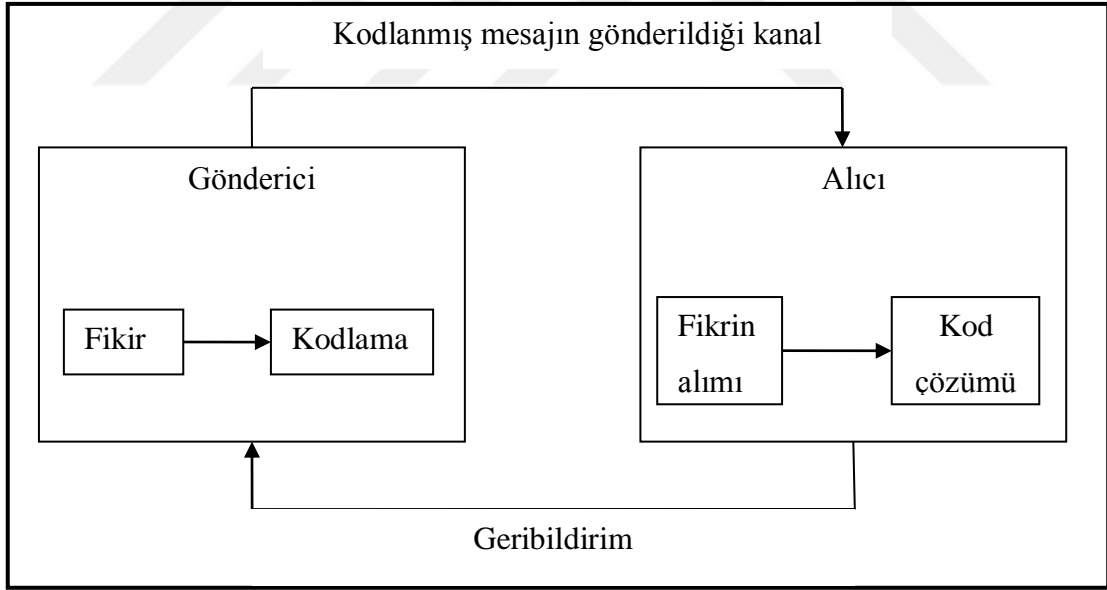 Kodlanmış mesajın gönderildiği kanal
Gönderici
Alıcı
Fikir
Kodlama
Fikrin
alımı
Kod
çözümü
Geribildirim